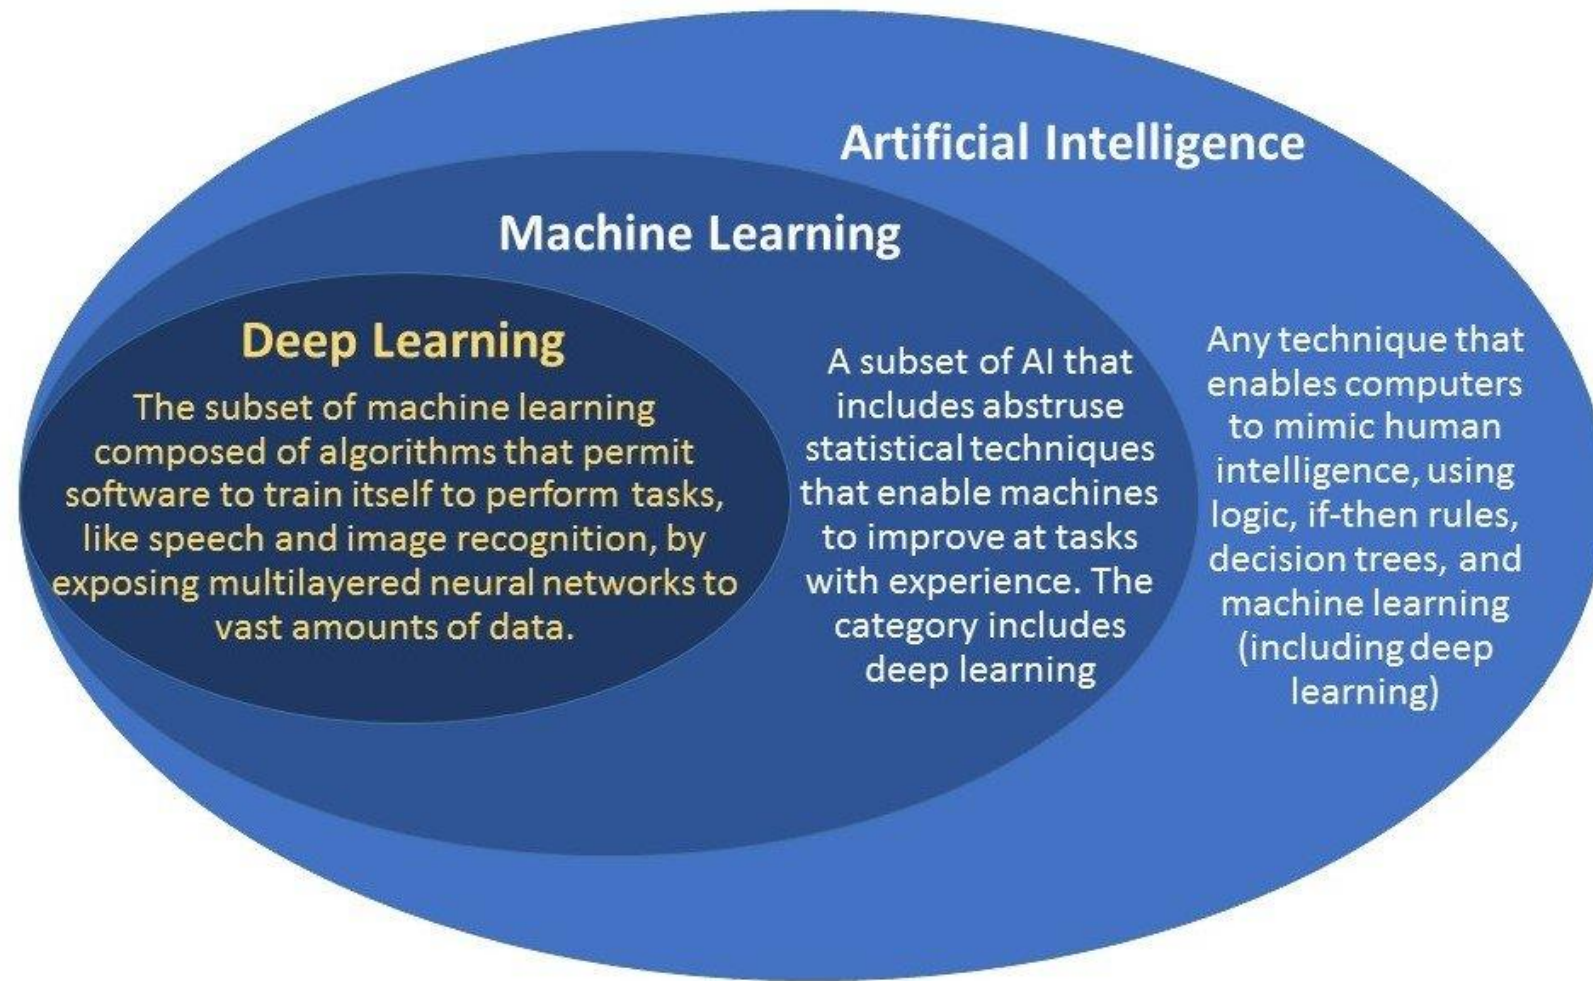 Artificial Intelligence
Machine Learning
Deep Learning
The subset of machine learning
composed of algorithms that permit
software to train itself to perform tasks,
like speech and image recognition, by
exposing multilayered neural networks to
vast amounts of data.
A subset of AI that
includes abstruse
statistical techniques
that enable machines
to improve at tasks
with experience. The
category includes
deep learning
Any technique that
enables computers
to mimic human
intelligence, using
logic, if-then rules,
decision trees, and
machine learning
(including deep
learning)